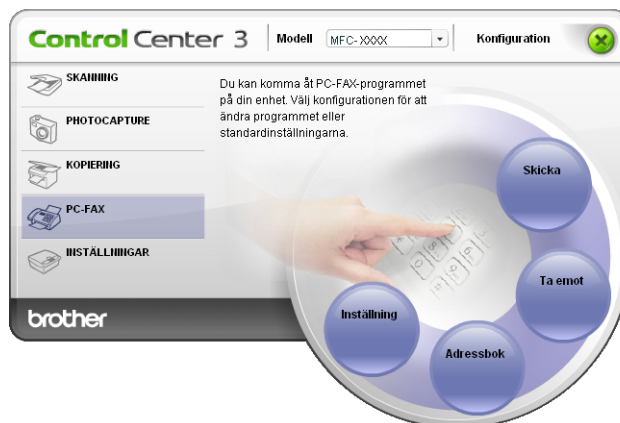 Control Center 3
Modell
MFC-XXXX
Konfiguration
SKANNING
PHOTOCAPTURE
KOPIERING
PC-FAX
INSTÄLLNINGAR
Du kan komma åt PC-FAX-programmet
på din enhet. Välj konfigurationen för att
ändra programmet eller
standardinställningarna.
Skicka
Ta emot
Adressbok
Inställning
brother